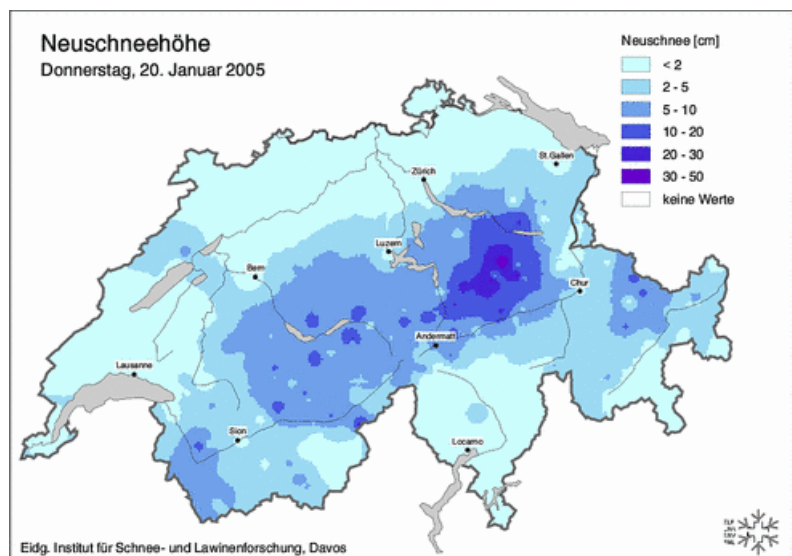 Neuschneehöhe
Donnerstag, 20. Januar 2005
Neuschnee [cm]
< 2
2 - 5
5 - 10
10 - 20
20 - 30
30 - 50
keine Werte
St.Gallen
Zürich
Luzern
Bern
Chur
Andermatt
Lausanne
Sion
Locarno
Eidg. Institut für Schnee- und Lawinenforschung, Davos